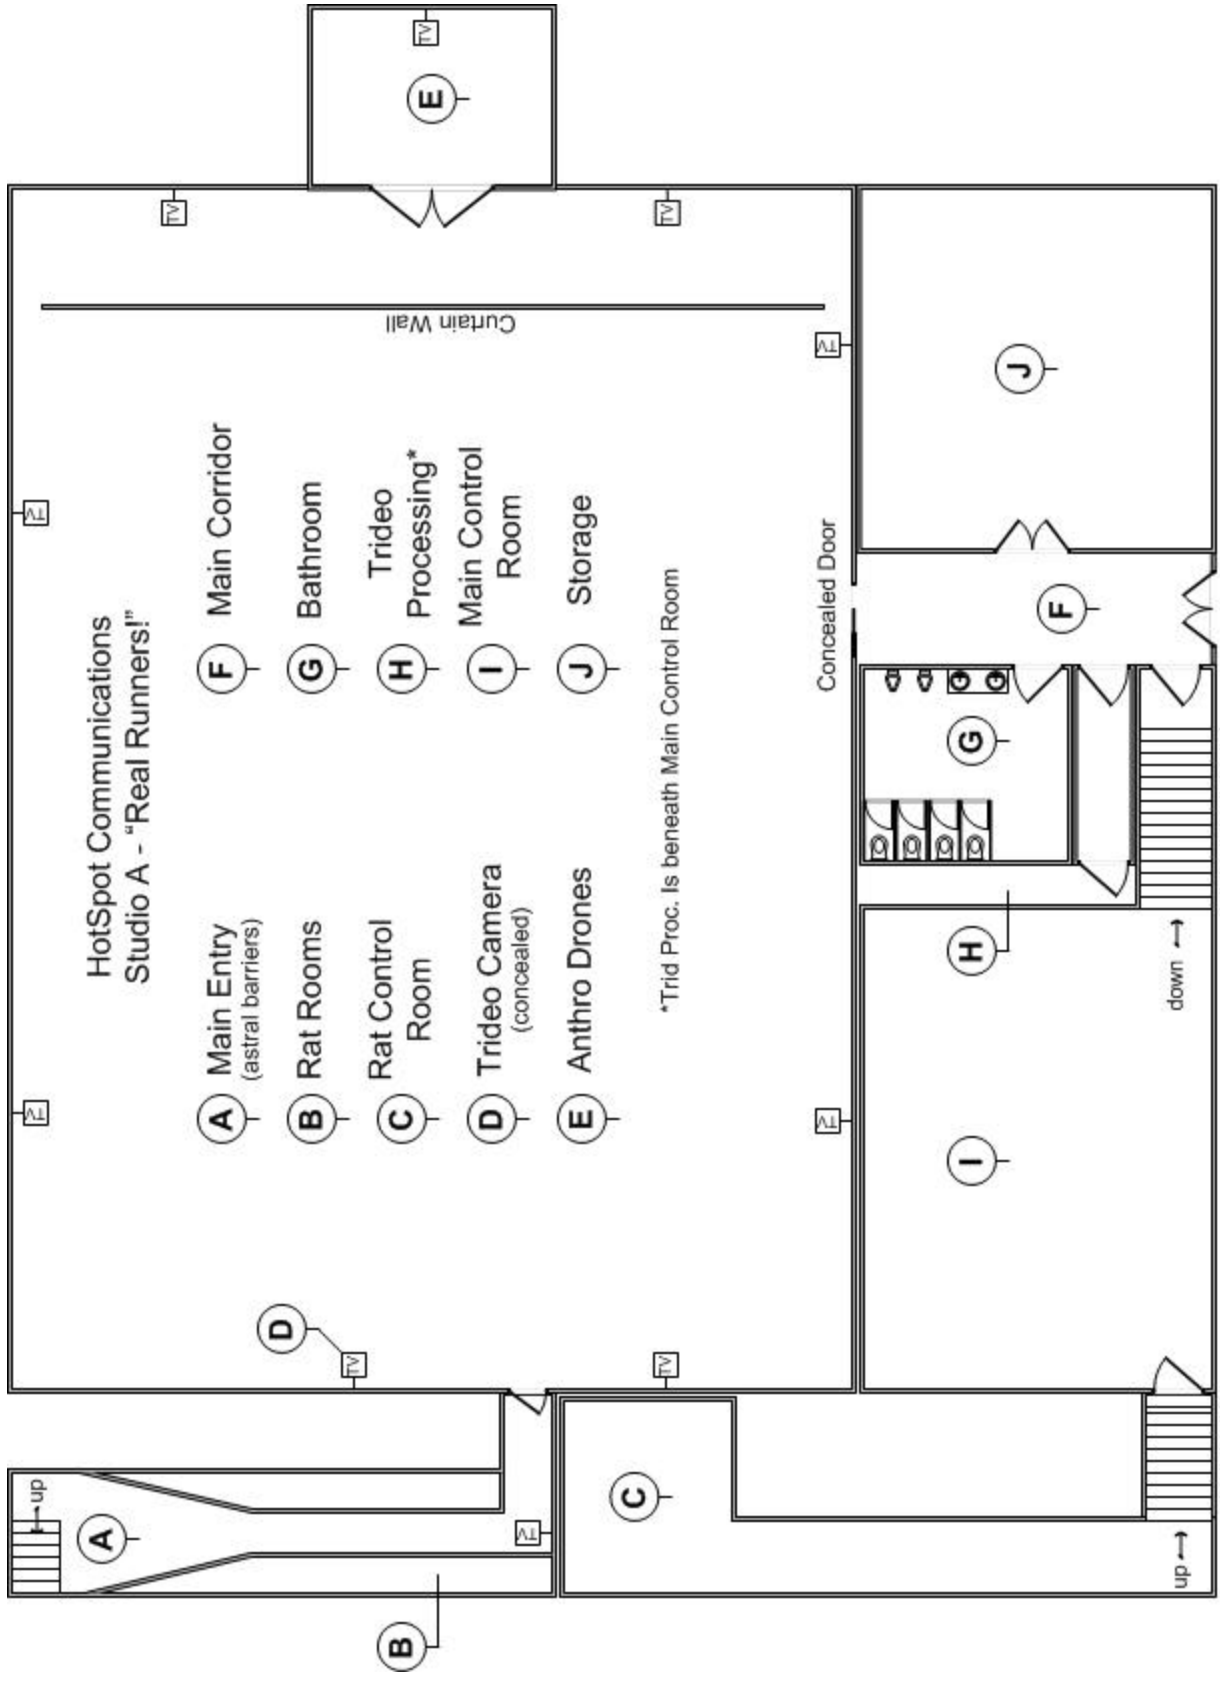 HotSpot Communications
Studio A - “Real Runners!”
A Main Entry
(astral barriers)
B Rat Rooms
C Rat Control
Room
D Trideo Camera
(concealed)
E Anthro Drones
F Main Corridor
G Bathroom
H Trideo
Processing*
I Main Control
Room
J Storage
*Trid Proc. Is beneath Main Control Room
Curtain Wall
Concealed Door
TV
TV
TV
TV
TV
TV
TV
TV
TV
TV
E
J
F
G
H
I
D
C
A
B
up
up
down